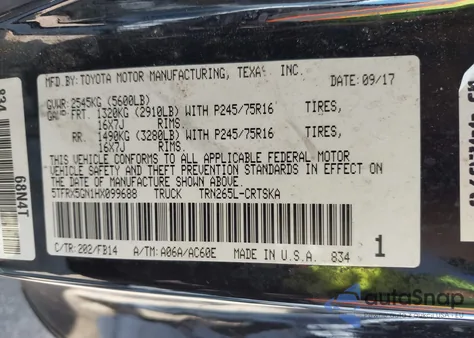 MFD.BY:TOYOTA MOTOR MANUFACTURING, TEXAS INC.
DATE:09/17
GVWR:2545KG (5600LB)
GAWR: FRT. 1320KG (2910LB) WITH P245/75R16 TIRES,
16X7J RIMS.
RR. 1490KG (3280LB) WITH P245/75R16 TIRES,
16X7J RIMS.
THIS VEHICLE CONFORMS TO ALL APPLICABLE FEDERAL MOTOR
VEHICLE SAFETY AND THEFT PREVENTION STANDARDS IN EFFECT ON
THE DATE OF MANUFACTURE SHOWN ABOVE.
5TFRX5GN1HX099688 TRUCK TRN265L-CRTSKA
C/TR:202/FB14 A/TM:A06A/AC60E MADE IN U.S.A. 834 1
834
68N4T
autoSnap